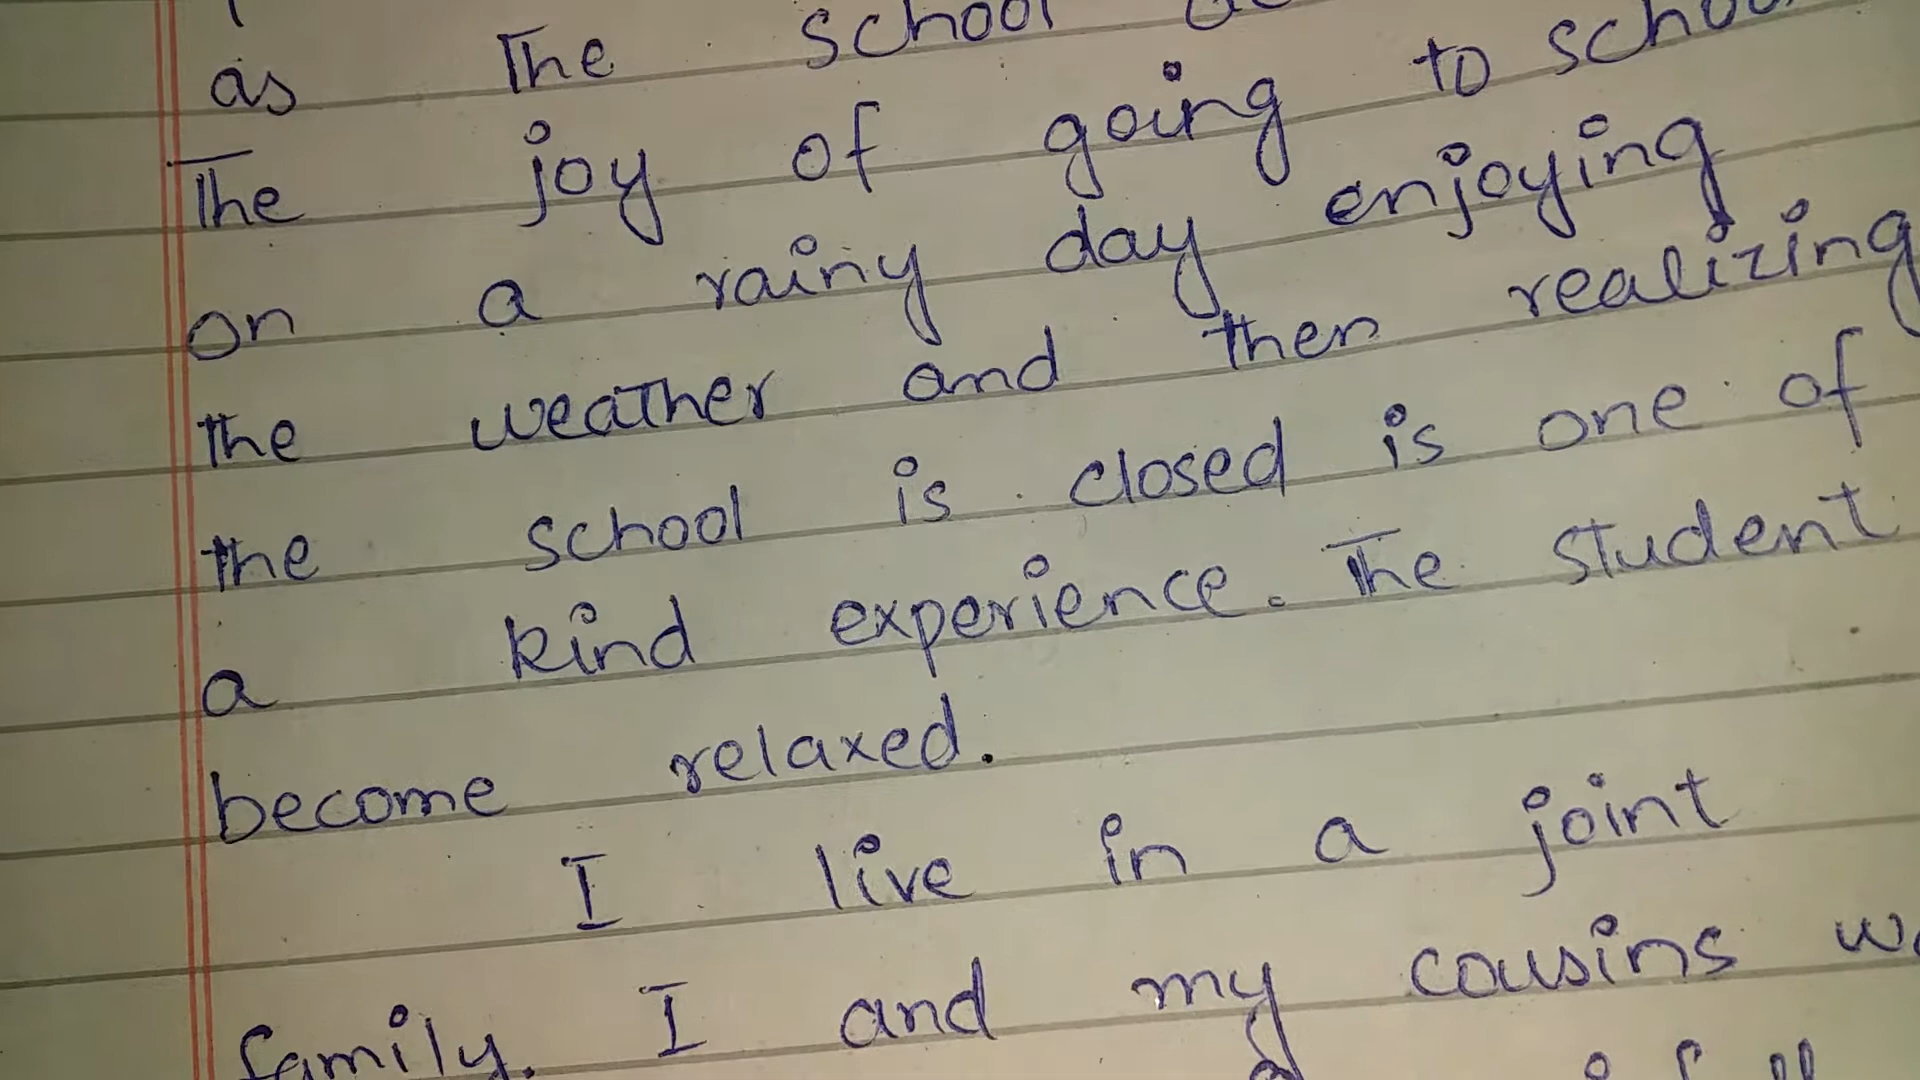 as The school
The joy of going to school
on a rainy day enjoying
the weather and then realizing
the school is closed is one of
a kind experience. The student
become relaxed.
I live in a joint
family. I and my cousins